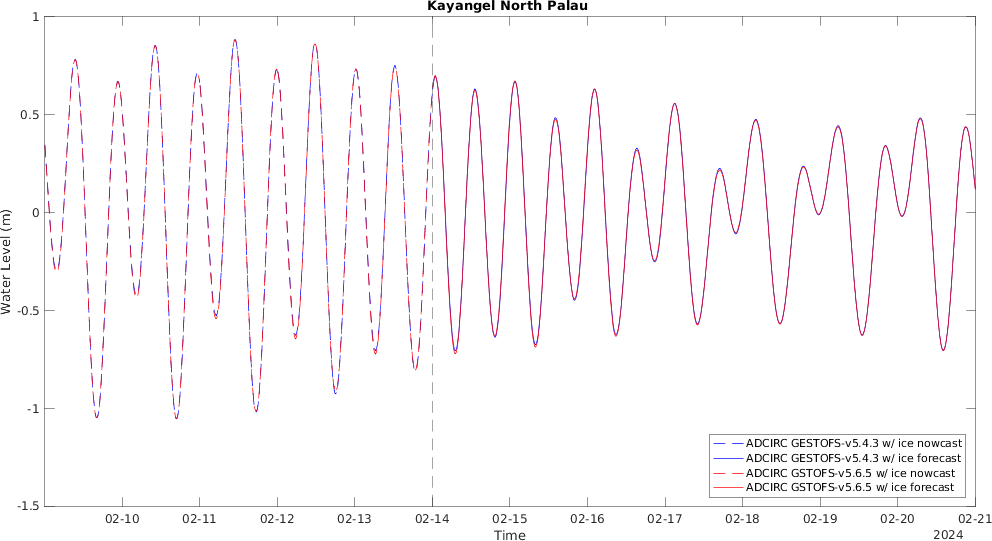 Kayangel North Palau
1
0.5
0
-0.5
-1
-1.5
Water Level (m)
02-10 02-11 02-12 02-13 02-14 02-15 02-16 02-17 02-18 02-19 02-20 02-21
Time
2024
ADCIRC GESTOFS-v5.4.3 w/ ice nowcast
ADCIRC GESTOFS-v5.4.3 w/ ice forecast
ADCIRC GSTOFS-v5.6.5 w/ ice nowcast
ADCIRC GSTOFS-v5.6.5 w/ ice forecast